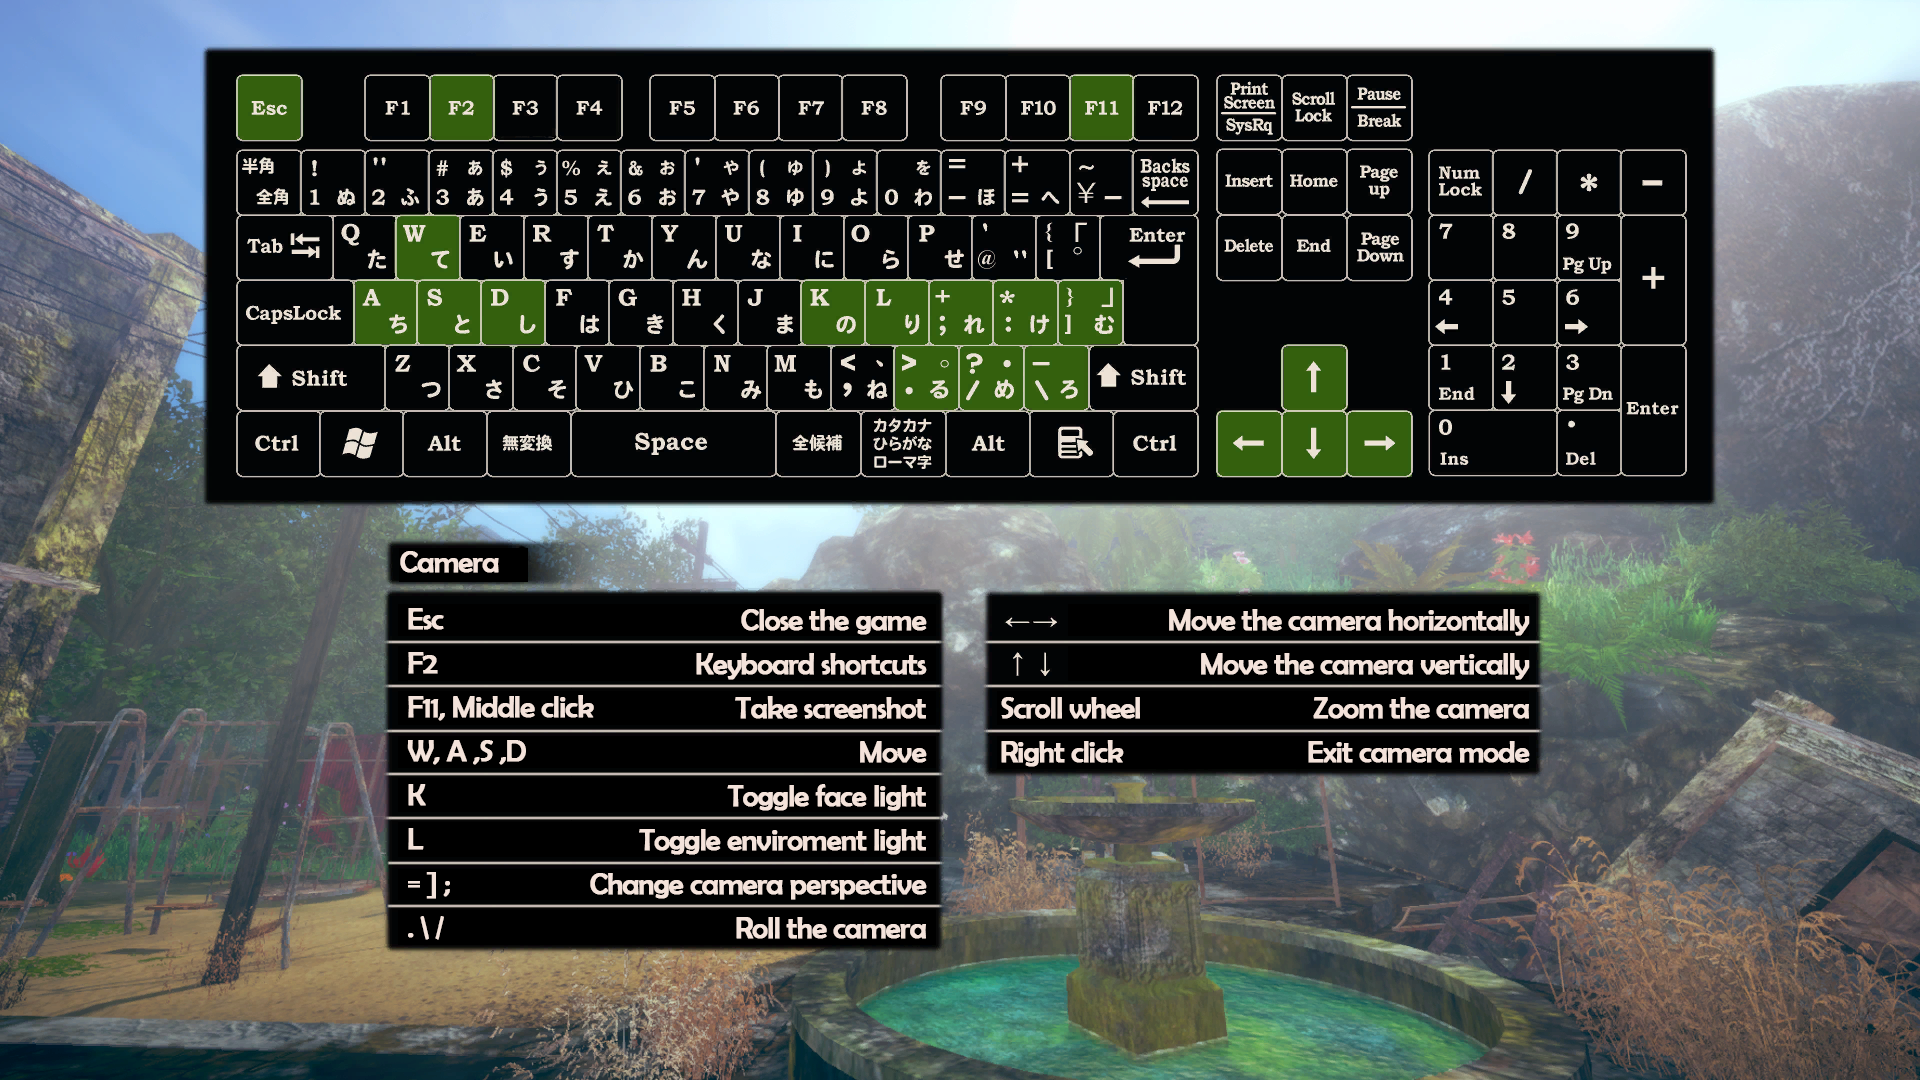 Esc F1 F2 F3 F4 F5 F6 F7 F8 F9 F10 F11 F12 Print Screen SysRq Scroll Lock Pause Break
半角 全角 ! 1 ぬ " 2 ふ # あ 3 あ $ ぅ 4 う % ぇ 5 え & ぉ 6 お ' ゃ 7 や ( ゅ 8 ゆ ) ょ 9 よ を 0 わ = − ほ + = へ ~ ¥ − Backs space ← Insert Home Page up Num Lock / * −
Tab Q た W て E い R す T か Y ん U な I に O ら P せ ' @ " { 「 [ ° Enter Delete End Page Down 7 8 9 Pg Up +
CapsLock A ち S と D し F は G き H く J ま K の L り + ; れ * : け } 」 ] む 4 ← 5 6 →
Shift Z つ X さ C そ V ひ B こ N み M も < 、 , ね > 。 . る ? ・ / め − \ ろ Shift ↑ 1 End 2 ↓ 3 Pg Dn Enter
Ctrl Alt 無変換 Space 全候補 カタカナ ひらがな ローマ字 Alt Ctrl ← ↓ → 0 Ins . Del
Camera
Esc Close the game
F2 Keyboard shortcuts
F11, Middle click Take screenshot
W, A ,S ,D Move
K Toggle face light
L Toggle enviroment light
= ] ; Change camera perspective
. \ / Roll the camera
←→ Move the camera horizontally
↑ ↓ Move the camera vertically
Scroll wheel Zoom the camera
Right click Exit camera mode